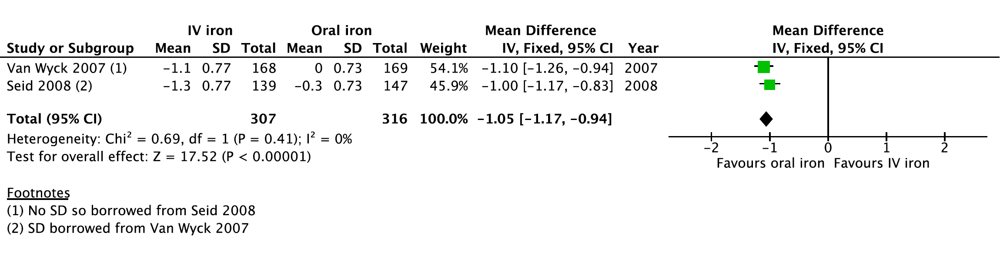 IV iron Oral iron Mean Difference Mean Difference
Study or Subgroup Mean SD Total Mean SD Total Weight IV, Fixed, 95% CI Year IV, Fixed, 95% CI
Van Wyck 2007 (1) −1.1 0.77 168 0 0.73 169 54.1% −1.10 [−1.26, −0.94] 2007
Seid 2008 (2) −1.3 0.77 139 −0.3 0.73 147 45.9% −1.00 [−1.17, −0.83] 2008
Total (95% CI) 307 316 100.0% −1.05 [−1.17, −0.94]
Heterogeneity: Chi² = 0.69, df = 1 (P = 0.41); I² = 0%
Test for overall effect: Z = 17.52 (P < 0.00001)
−2 −1 0 1 2
Favours oral iron Favours IV iron
Footnotes
(1) No SD so borrowed from Seid 2008
(2) SD borrowed from Van Wyck 2007